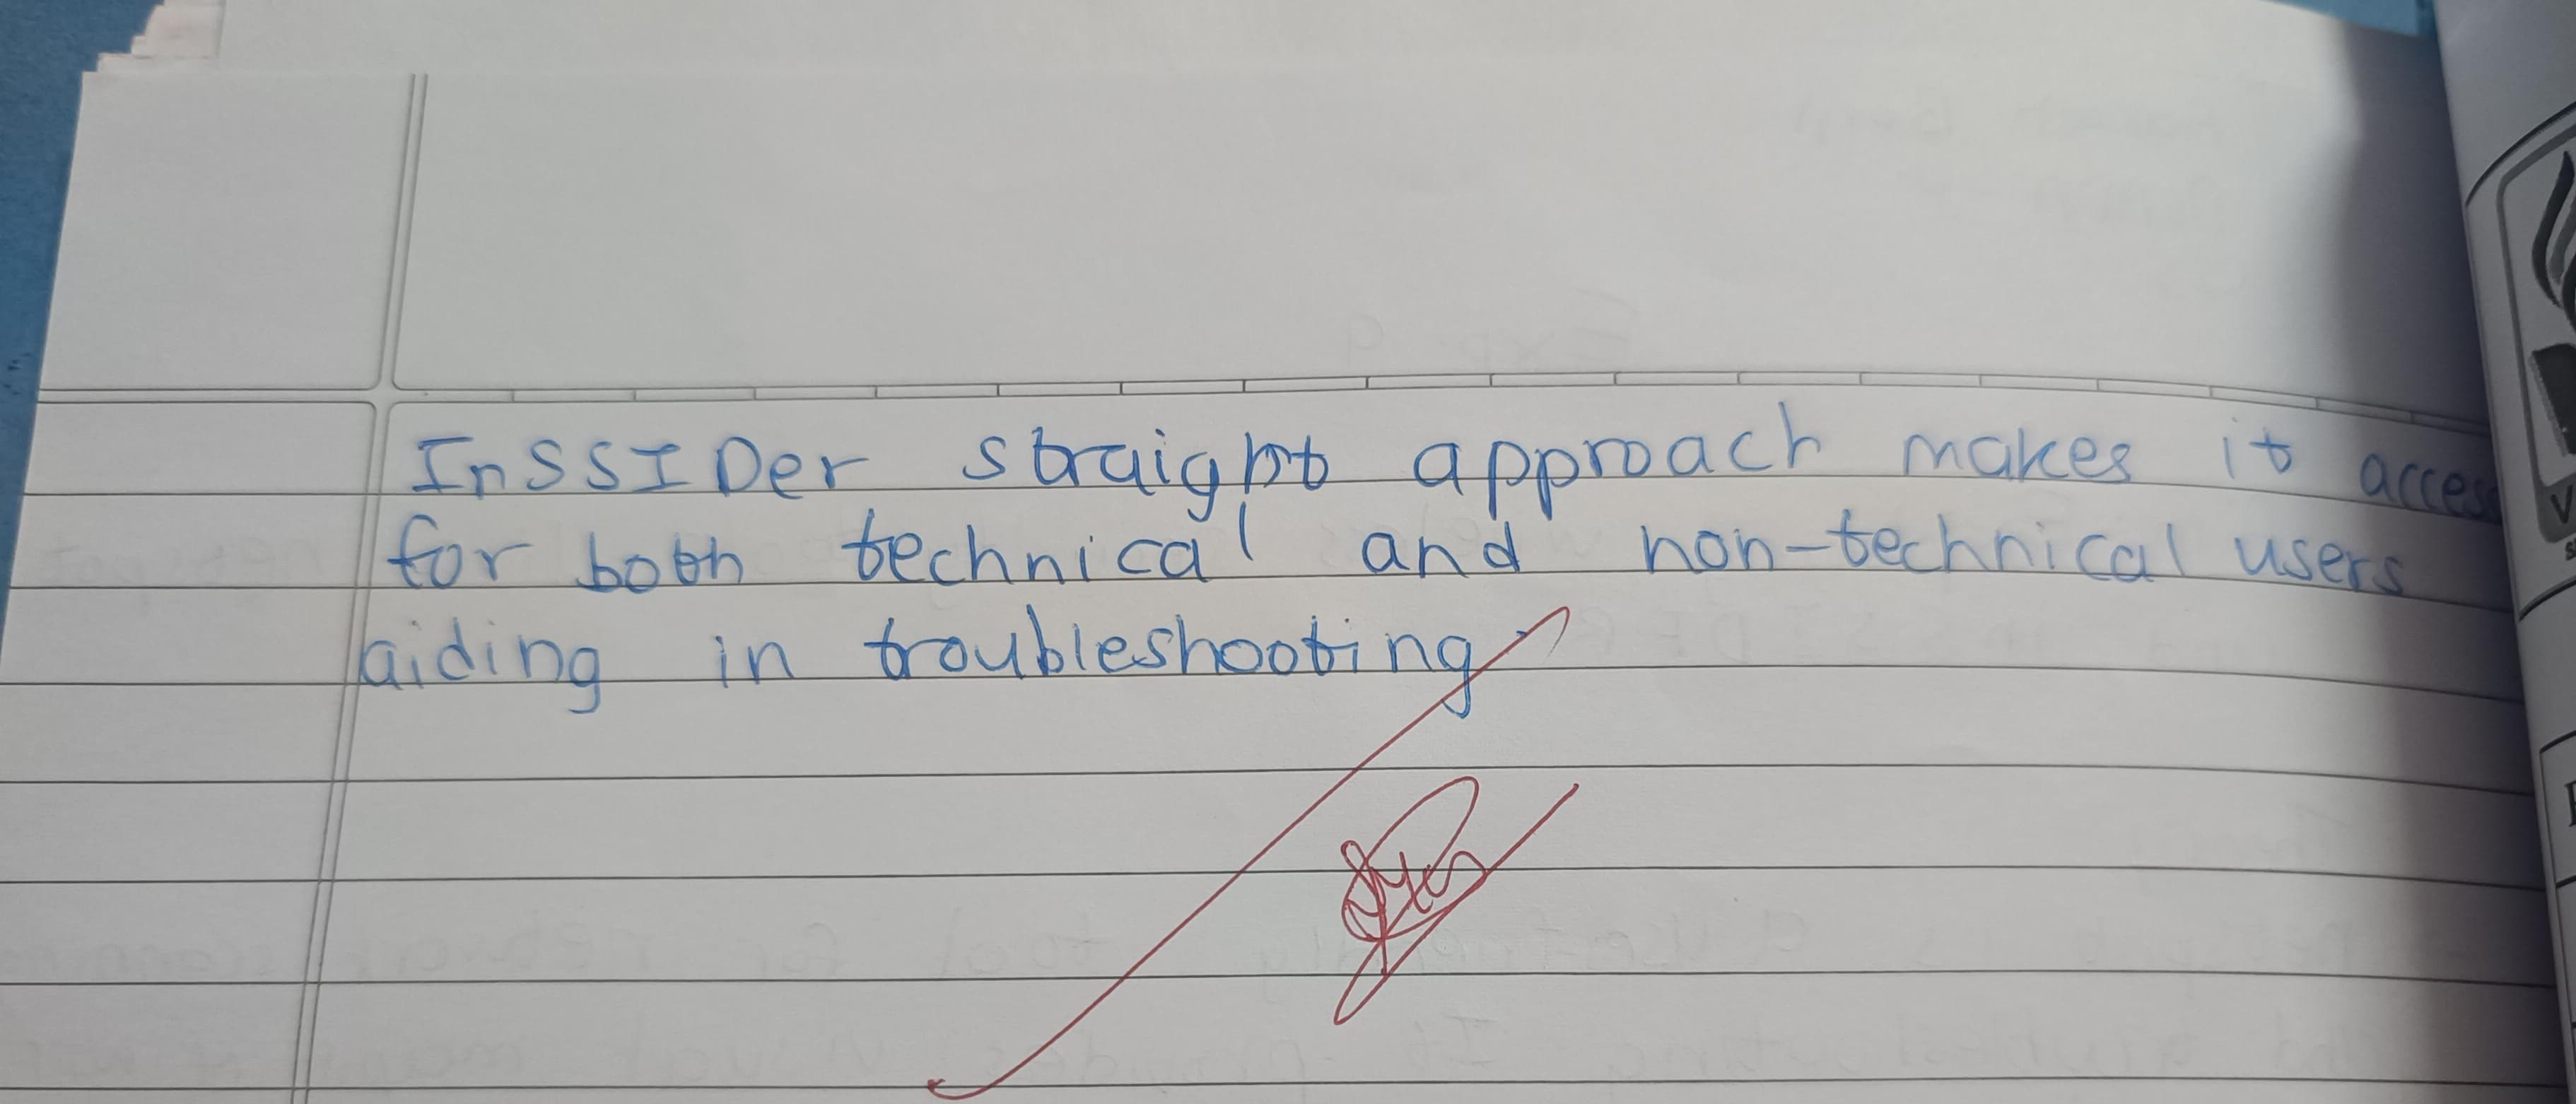 InSSIDer straight approach makes it acces
for both technical and non-technical users
aiding in troubleshooting